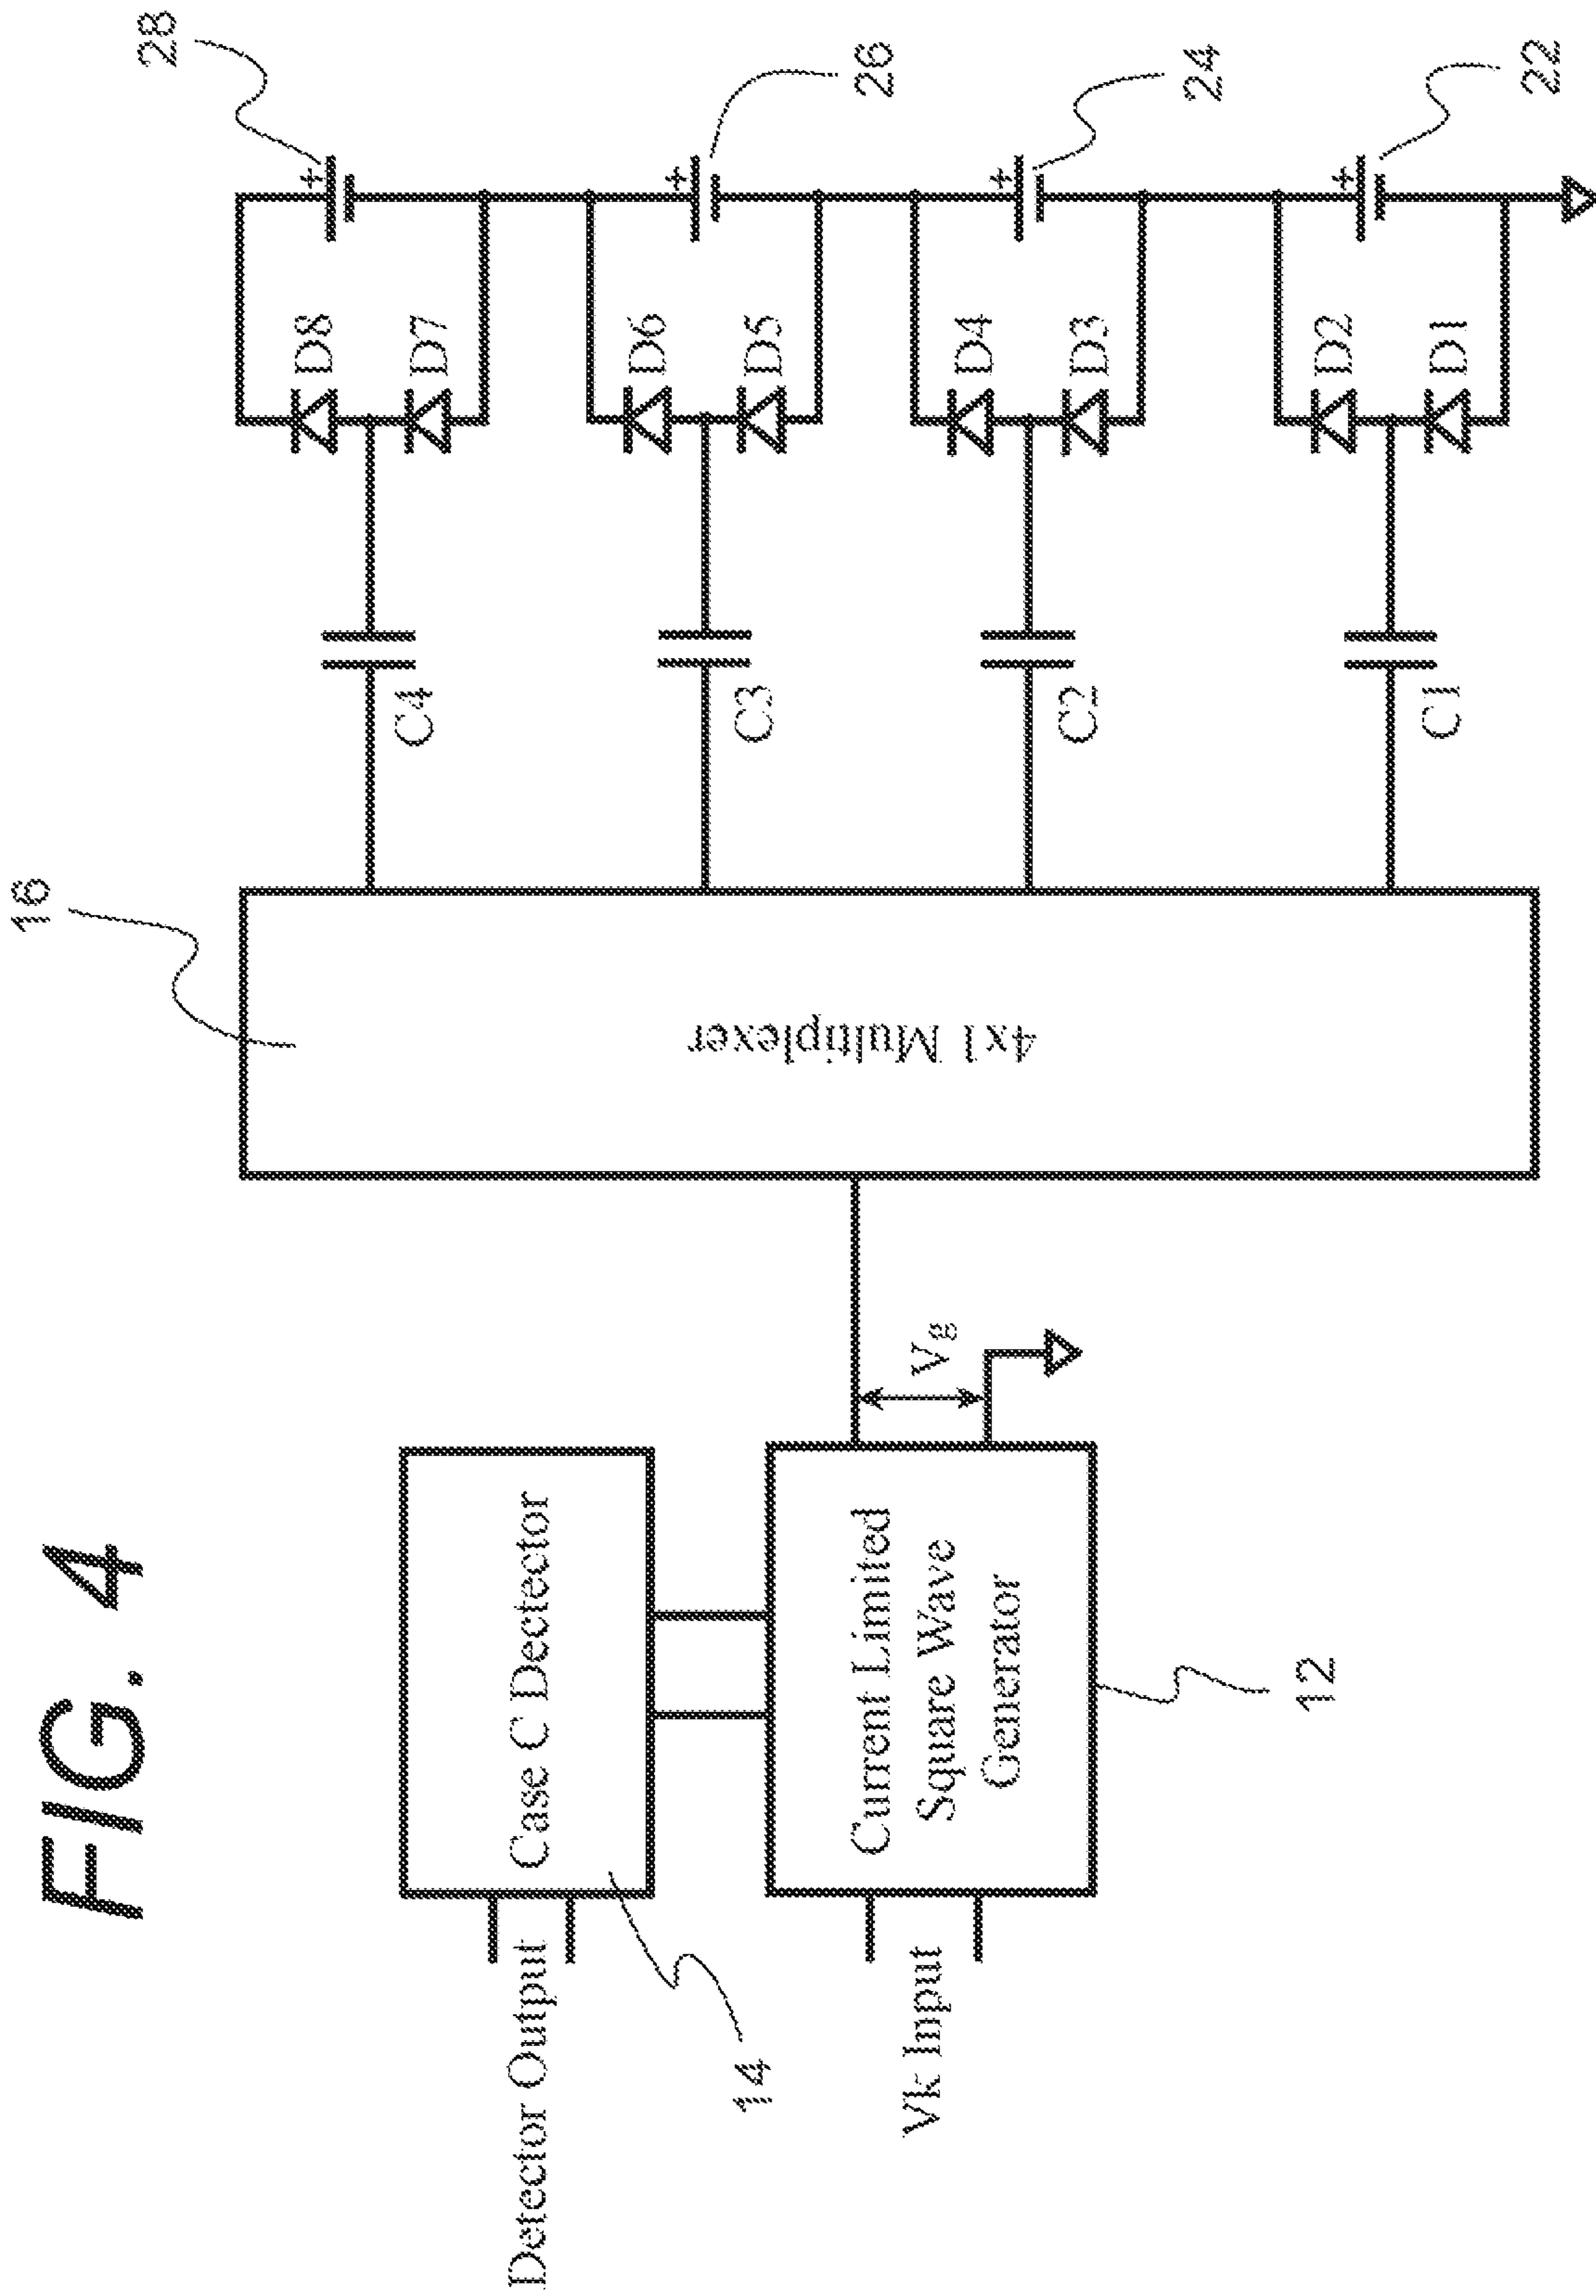 FIG. 4
28
D8
D7
C4
26
D6
D5
C3
24
D4
D3
C2
22
D2
D1
C1
16
4x1 Multiplexer
Vg
Case C Dectector
Detector Output
14
Current Limited
Square Wave
Generator
Vk Input
12